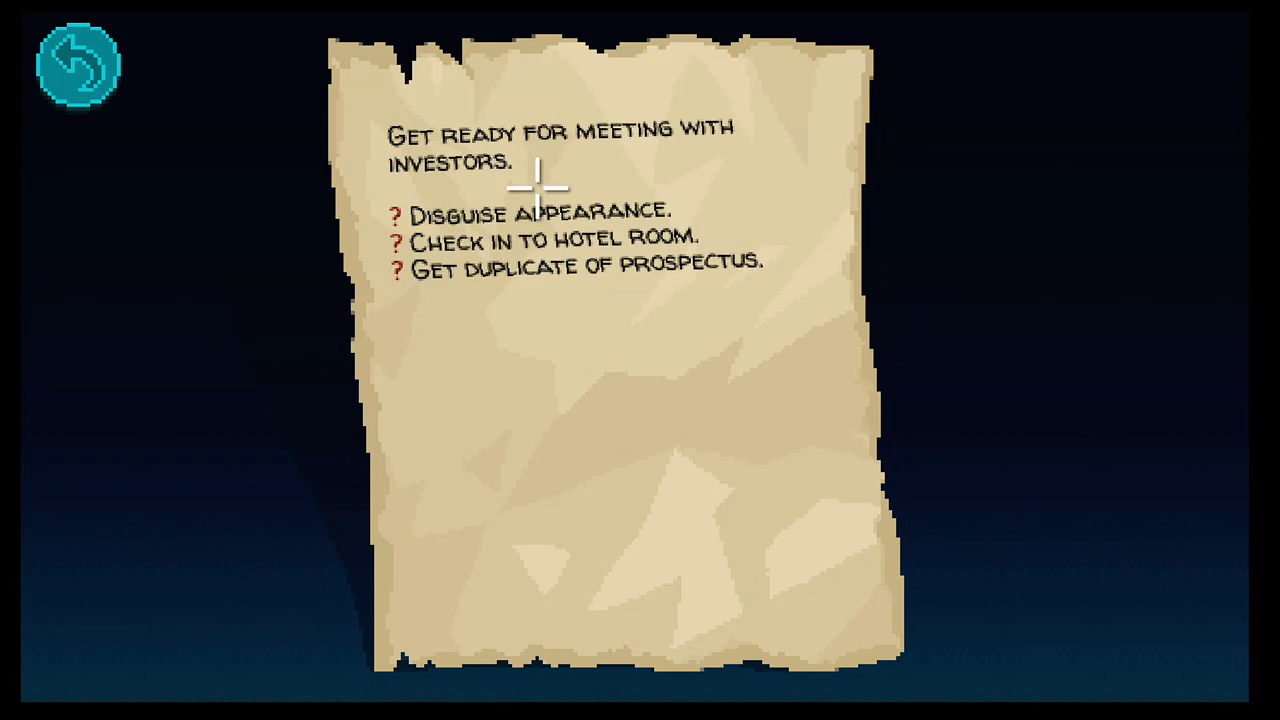 Get ready for meeting with
investors.
? Disguise appearance.
? Check in to hotel room.
? Get duplicate of prospectus.